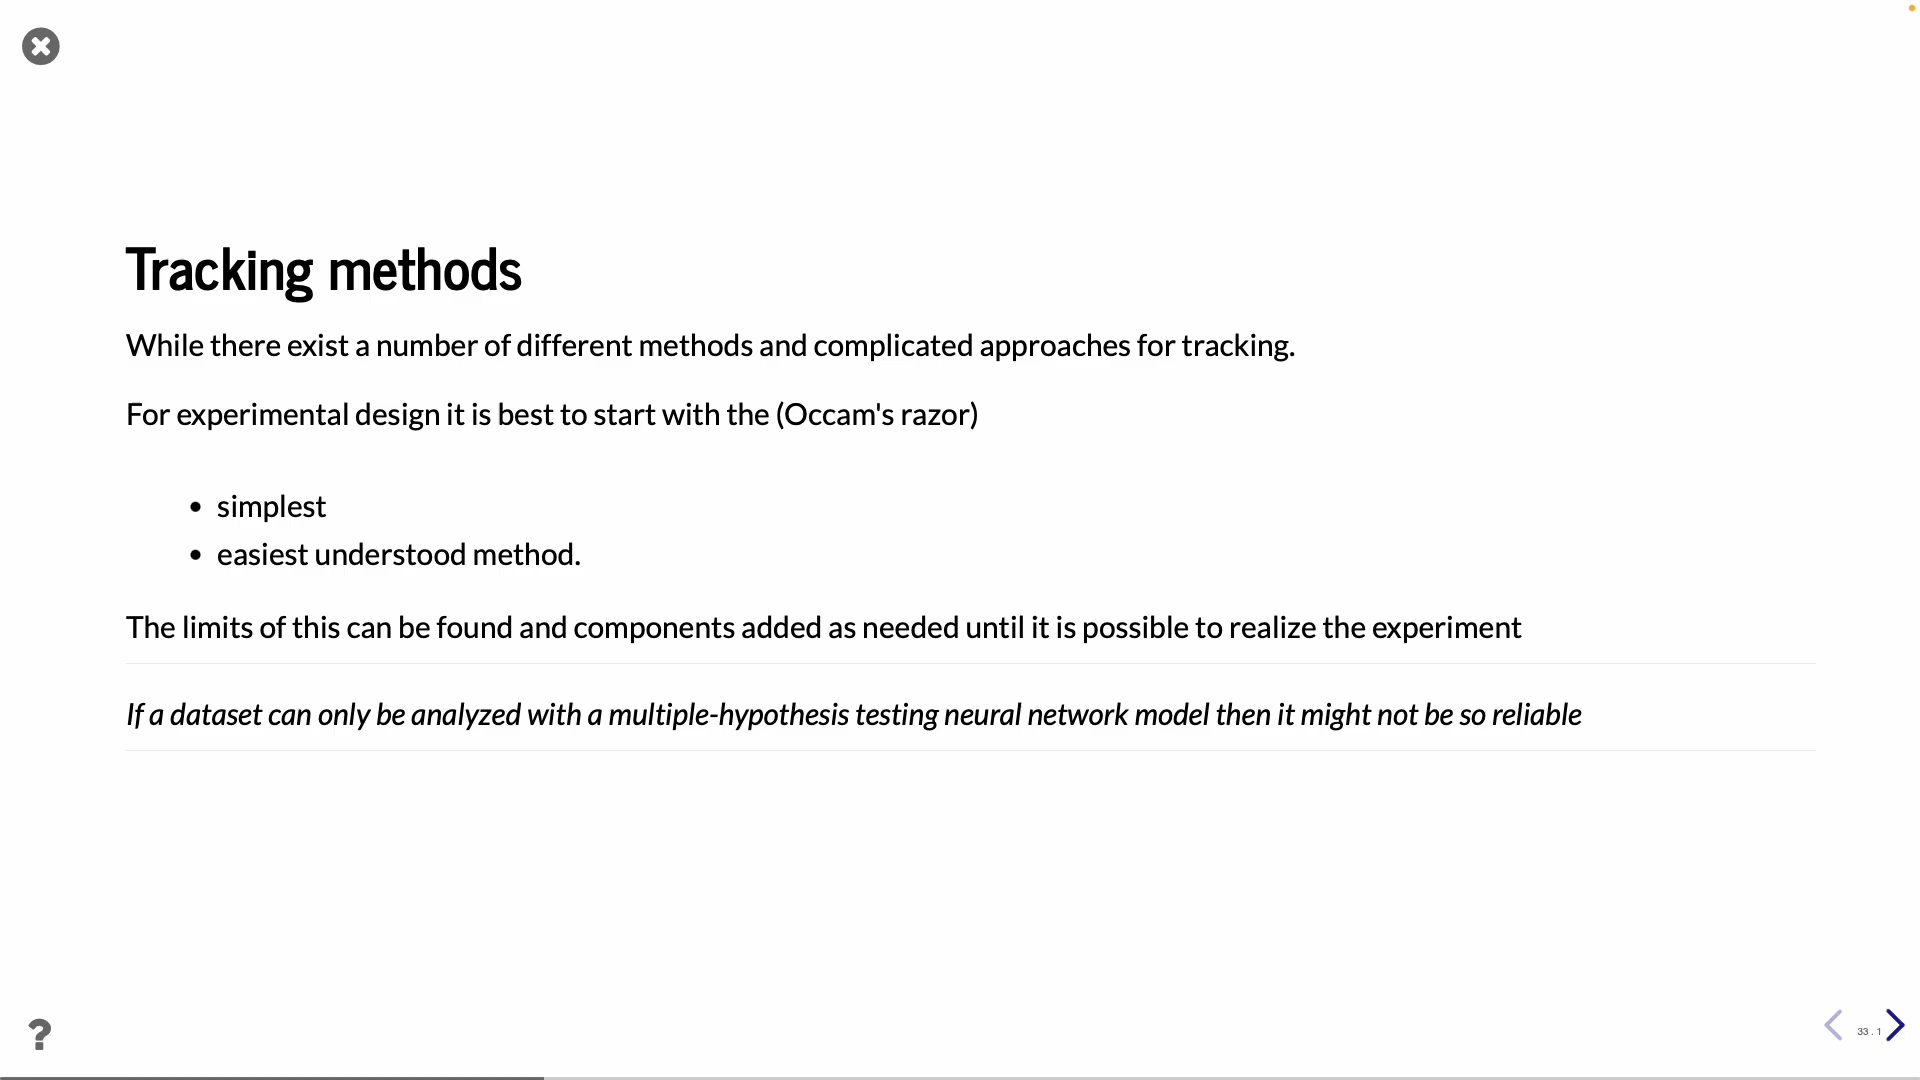 Tracking methods
While there exist a number of different methods and complicated approaches for tracking.
For experimental design it is best to start with the (Occam's razor)
• simplest
• easiest understood method.
The limits of this can be found and components added as needed until it is possible to realize the experiment
If a dataset can only be analyzed with a multiple-hypothesis testing neural network model then it might not be so reliable
?
33 . 1